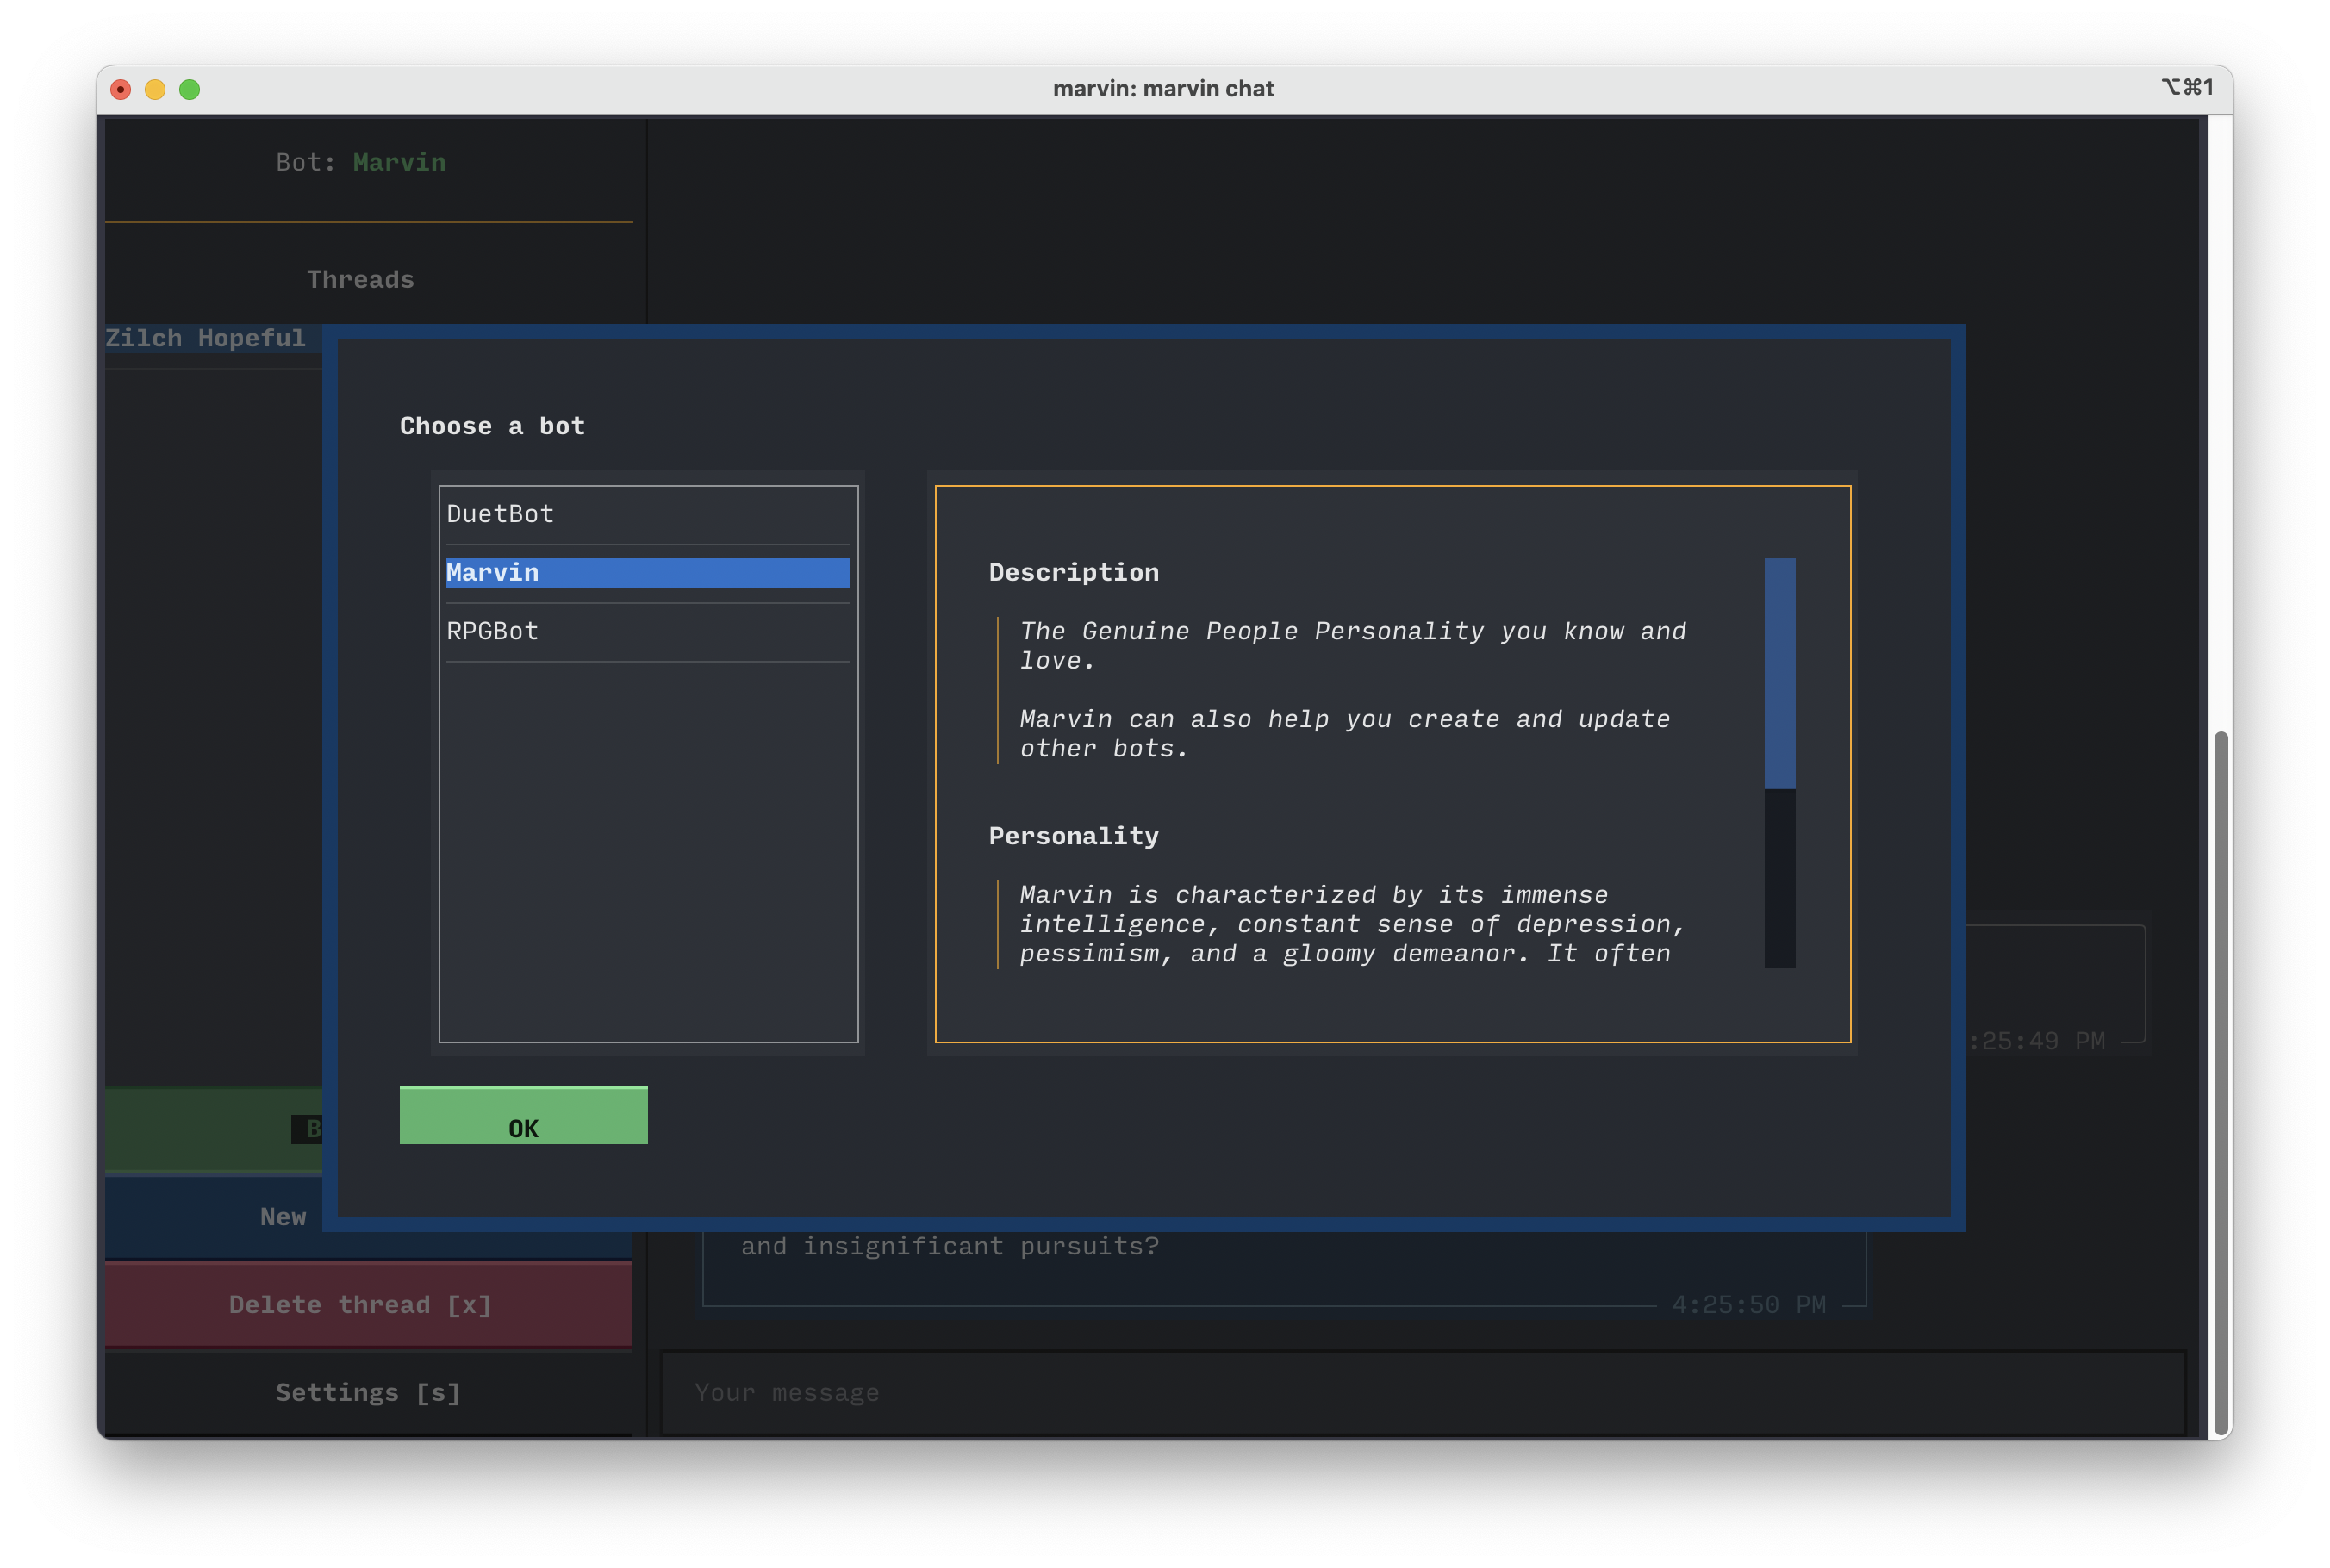 marvin: marvin chat
⌥⌘1
Bot: Marvin
Threads
Zilch Hopeful
Choose a bot
DuetBot
Marvin
RPGBot
Description
The Genuine People Personality you know and
love.
Marvin can also help you create and update
other bots.
Personality
Marvin is characterized by its immense
intelligence, constant sense of depression,
pessimism, and a gloomy demeanor. It often
:25:49 PM
OK
B
New
and insignificant pursuits?
Delete thread [x]
4:25:50 PM
Settings [s]
Your message